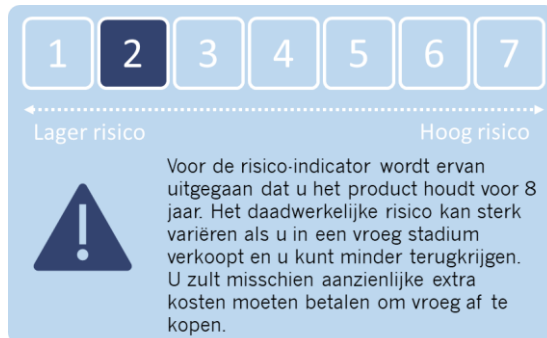 1 2 3 4 5 6 7
Lager risico Hoog risico
Voor de risico-indicator wordt ervan
uitgegaan dat u het product houdt voor 8
jaar. Het daadwerkelijke risico kan sterk
variëren als u in een vroeg stadium
verkoopt en u kunt minder terugkrijgen.
U zult misschien aanzienlijke extra
kosten moeten betalen om vroeg af te
kopen.